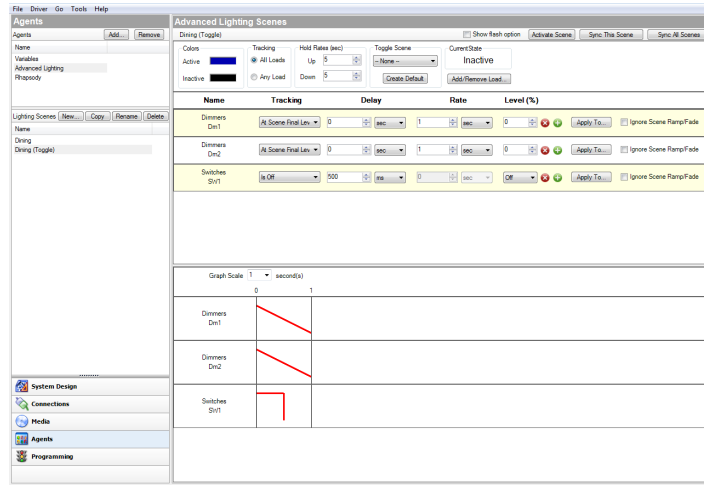 File Driver Go Tools Help
Agents
Agents Add... Remove
Name
Variables
Advanced Lighting
Rhapsody
Lighting Scenes New... Copy Rename Delete
Name
Dining
Dining (Toggle)
System Design
Connections
Media
Agents
Programming
Advanced Lighting Scenes
Dining (Toggle) Show flash option Activate Scene Sync This Scene Sync All Scenes
Colors Tracking Hold Rates (sec) Toggle Scene Current State
Active All Loads Up 5 -- None -- Inactive
Inactive Any Load Down 5 Create Default Add/Remove Load...
Name Tracking Delay Rate Level (%)
Dimmers
Dm1 At Scene Final Lev 0 sec 1 sec 0 Apply To... Ignore Scene Ramp/Fade
Dimmers
Dm2 At Scene Final Lev 0 sec 1 sec 0 Apply To... Ignore Scene Ramp/Fade
Switches
SW1 Is Off 500 ms 0 sec Off Apply To... Ignore Scene Ramp/Fade
Graph Scale 1 second(s)
0 1
Dimmers
Dm1
Dimmers
Dm2
Switches
SW1